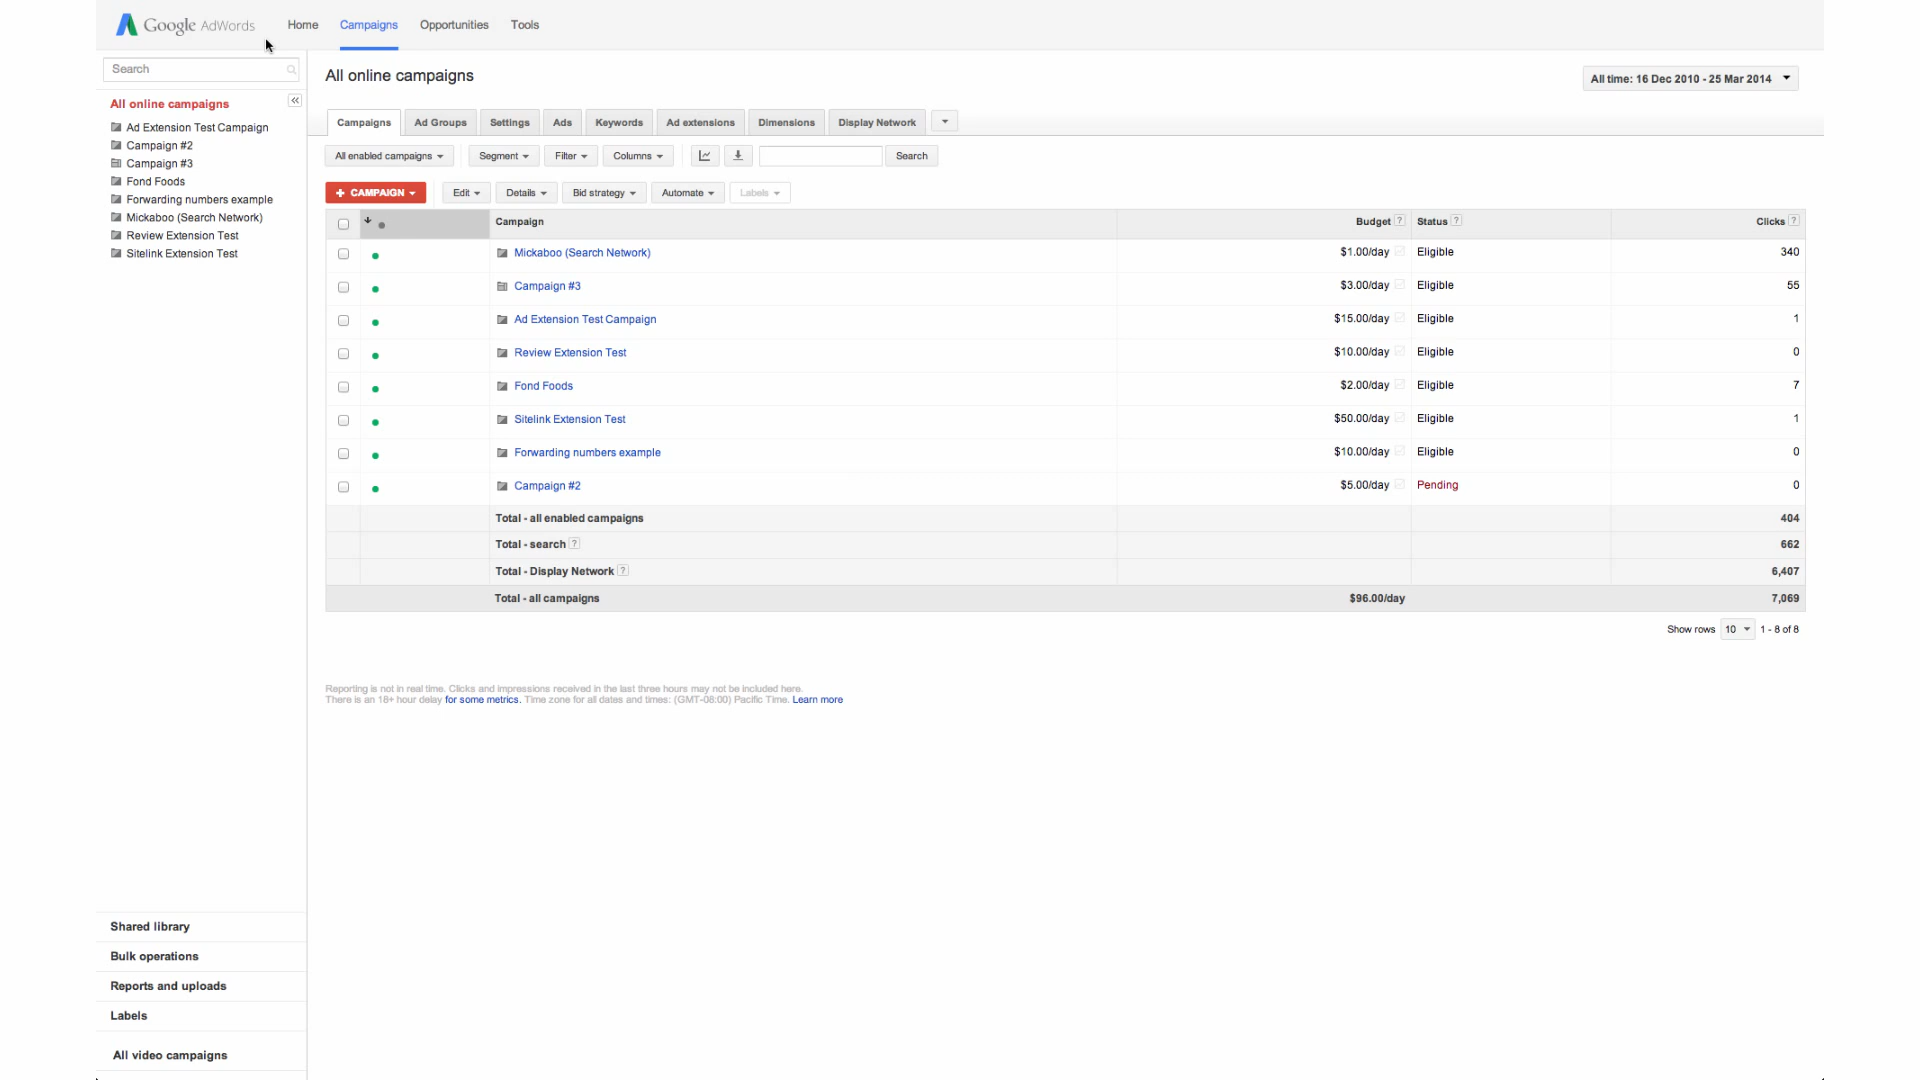 Google AdWords Home Campaigns Opportunities Tools
Search
All online campaigns
Ad Extension Test Campaign
Campaign #2
Campaign #3
Fond Foods
Forwarding numbers example
Mickaboo (Search Network)
Review Extension Test
Sitelink Extension Test
Shared library
Bulk operations
Reports and uploads
Labels
All video campaigns
All online campaigns
All time: 16 Dec 2010 - 25 Mar 2014
Campaigns Ad Groups Settings Ads Keywords Ad extensions Dimensions Display Network
All enabled campaigns Segment Filter Columns Search
+ CAMPAIGN Edit Details Bid strategy Automate Labels
Campaign Budget ? Status ? Clicks ?
Mickaboo (Search Network) $1.00/day Eligible 340
Campaign #3 $3.00/day Eligible 55
Ad Extension Test Campaign $15.00/day Eligible 1
Review Extension Test $10.00/day Eligible 0
Fond Foods $2.00/day Eligible 7
Sitelink Extension Test $50.00/day Eligible 1
Forwarding numbers example $10.00/day Eligible 0
Campaign #2 $5.00/day Pending 0
Total - all enabled campaigns 404
Total - search ? 662
Total - Display Network ? 6,407
Total - all campaigns $96.00/day 7,069
Show rows 10 1 - 8 of 8
Reporting is not in real time. Clicks and impressions received in the last three hours may not be included here.
There is an 18+ hour delay for some metrics. Time zone for all dates and times: (GMT-08:00) Pacific Time. Learn more